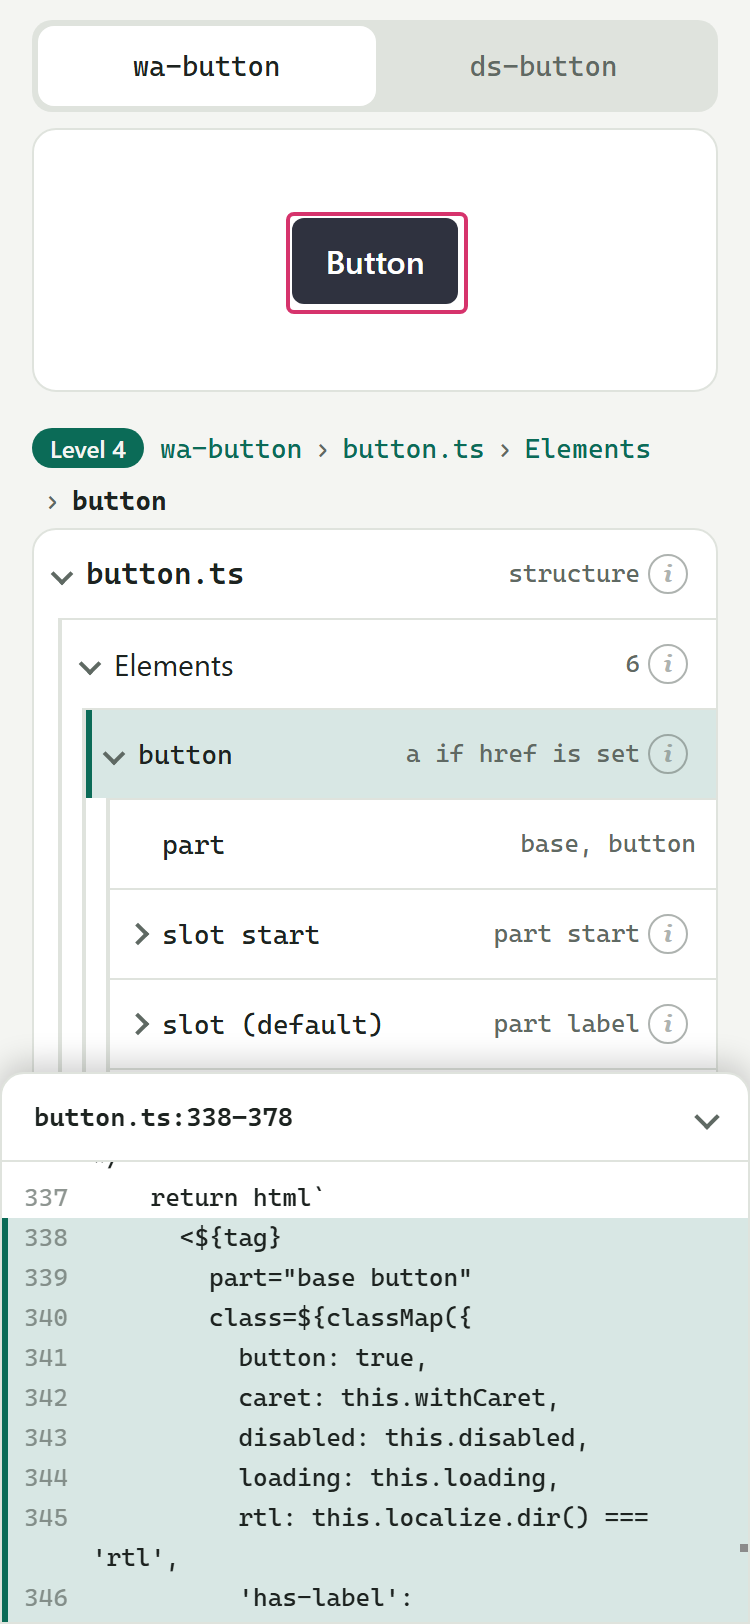 wa-button ds-button
Button
Level 4 wa-button › button.ts › Elements
› button
button.ts structure i
Elements 6 i
button a if href is set i
part base, button
slot start part start i
slot (default) part label i
button.ts:338–378
337 return html`
338 <${tag}
339 part="base button"
340 class=${classMap({
341 button: true,
342 caret: this.withCaret,
343 disabled: this.disabled,
344 loading: this.loading,
345 rtl: this.localize.dir() ===
'rtl',
346 'has-label':